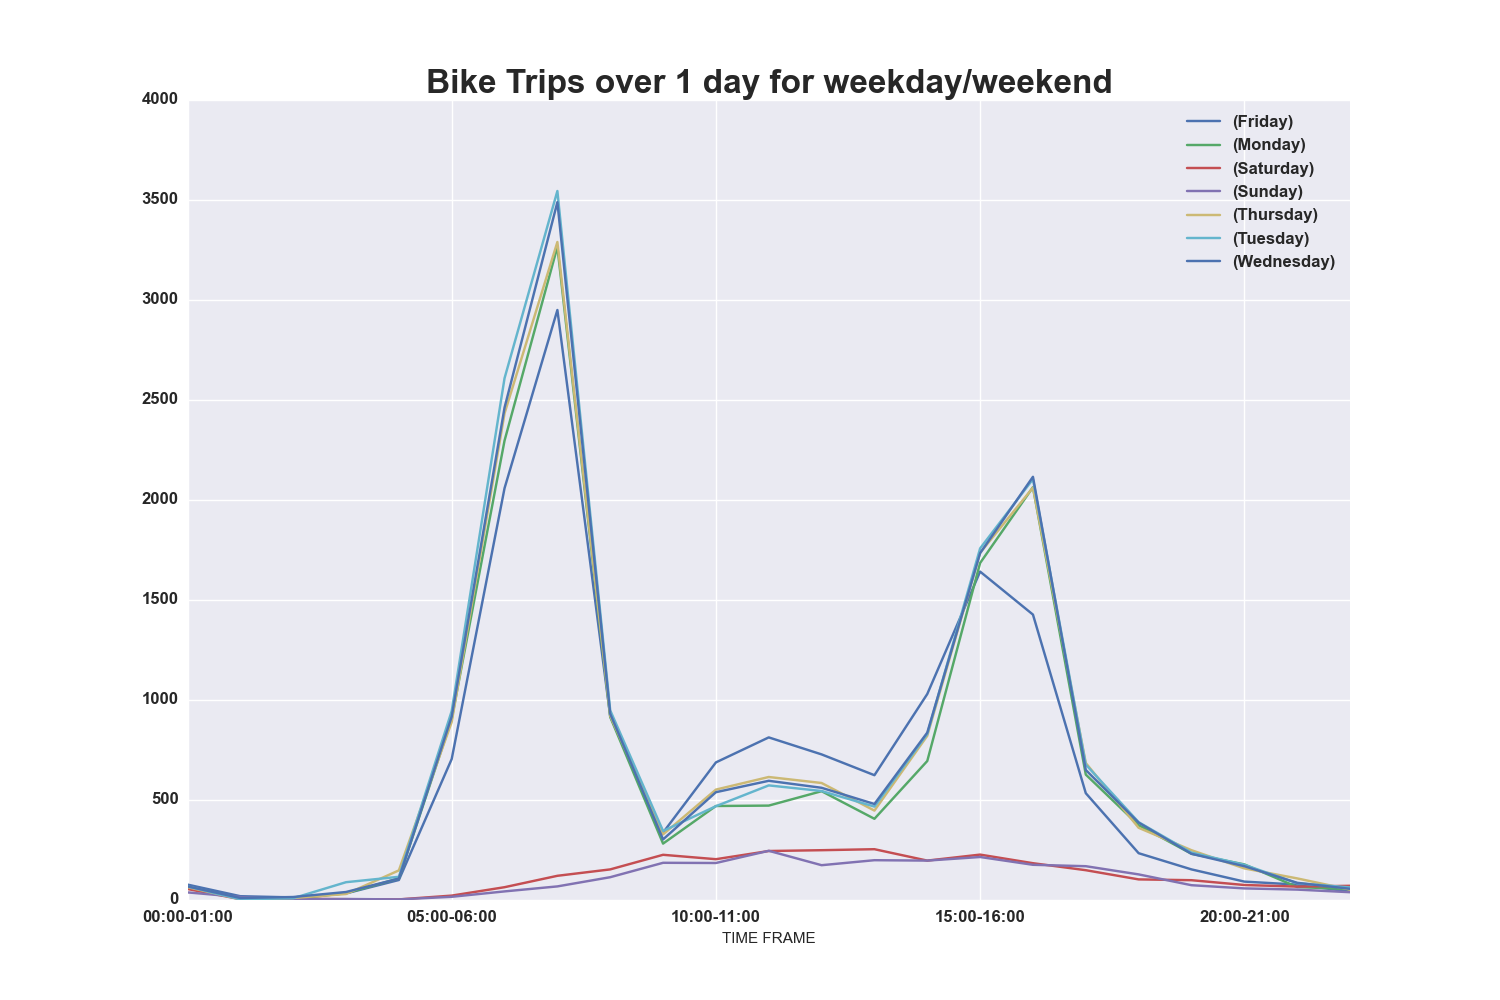 Bike Trips over 1 day for weekday/weekend
4000
3500
3000
2500
2000
1500
1000
500
0
(Friday)
(Monday)
(Saturday)
(Sunday)
(Thursday)
(Tuesday)
(Wednesday)
00:00-01:00 05:00-06:00 10:00-11:00 15:00-16:00 20:00-21:00
TIME FRAME